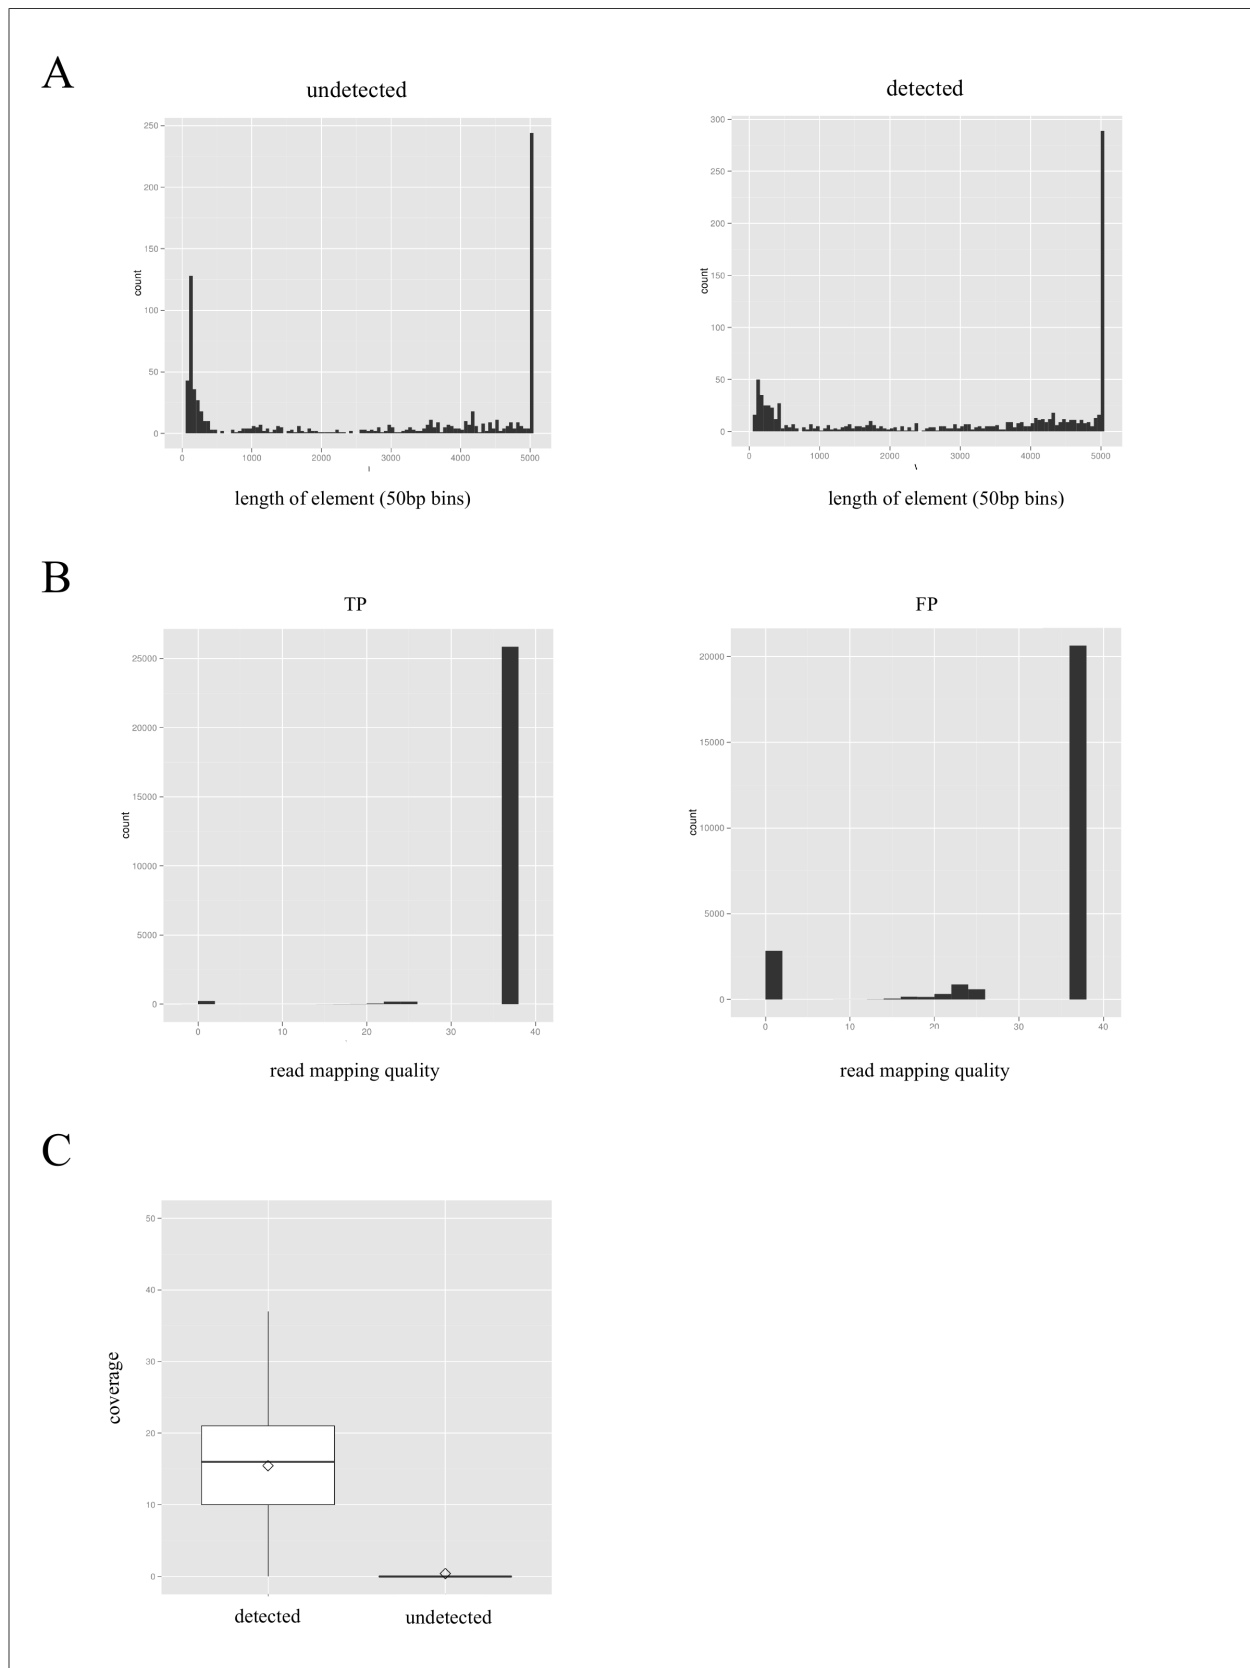 A
undetected
detected
250
200
150
100
50
0
count
0 1000 2000 3000 4000 5000
length of element (50bp bins)
300
250
200
150
100
50
0
count
0 1000 2000 3000 4000 5000
length of element (50bp bins)
B
TP
FP
25000
20000
15000
10000
5000
0
count
0 10 20 30 40
read mapping quality
20000
15000
10000
5000
0
count
0 10 20 30 40
read mapping quality
C
50
40
30
20
10
0
coverage
detected undetected